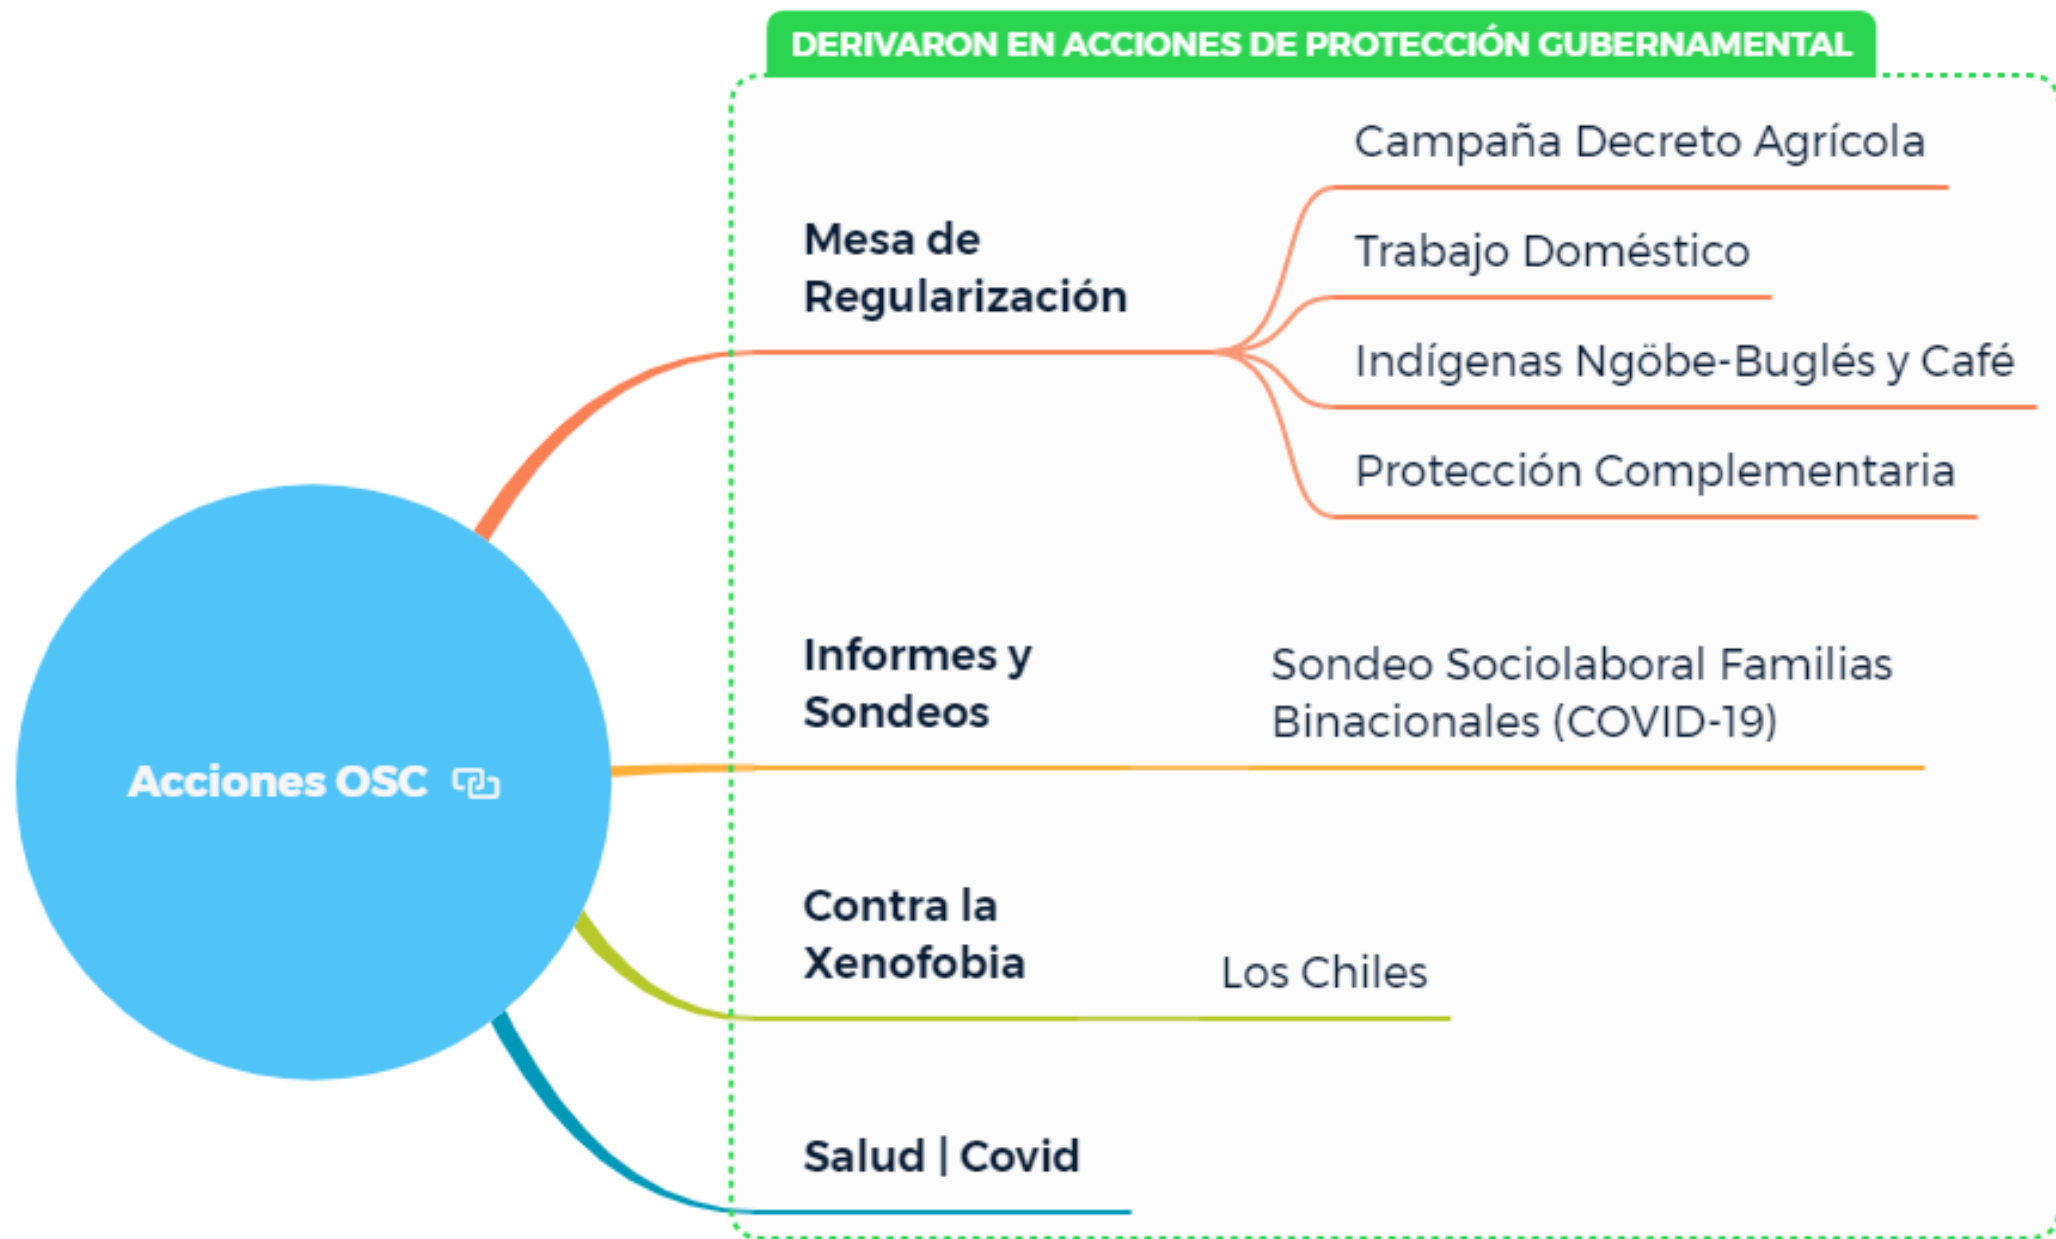 DERIVARON EN ACCIONES DE PROTECCIÓN GUBERNAMENTAL
Acciones OSC
Mesa de
Regularización
Campaña Decreto Agrícola
Trabajo Doméstico
Indígenas Ngöbe-Buglés y Café
Protección Complementaria
Informes y
Sondeos
Sondeo Sociolaboral Familias
Binacionales (COVID-19)
Contra la
Xenofobia
Los Chiles
Salud | Covid